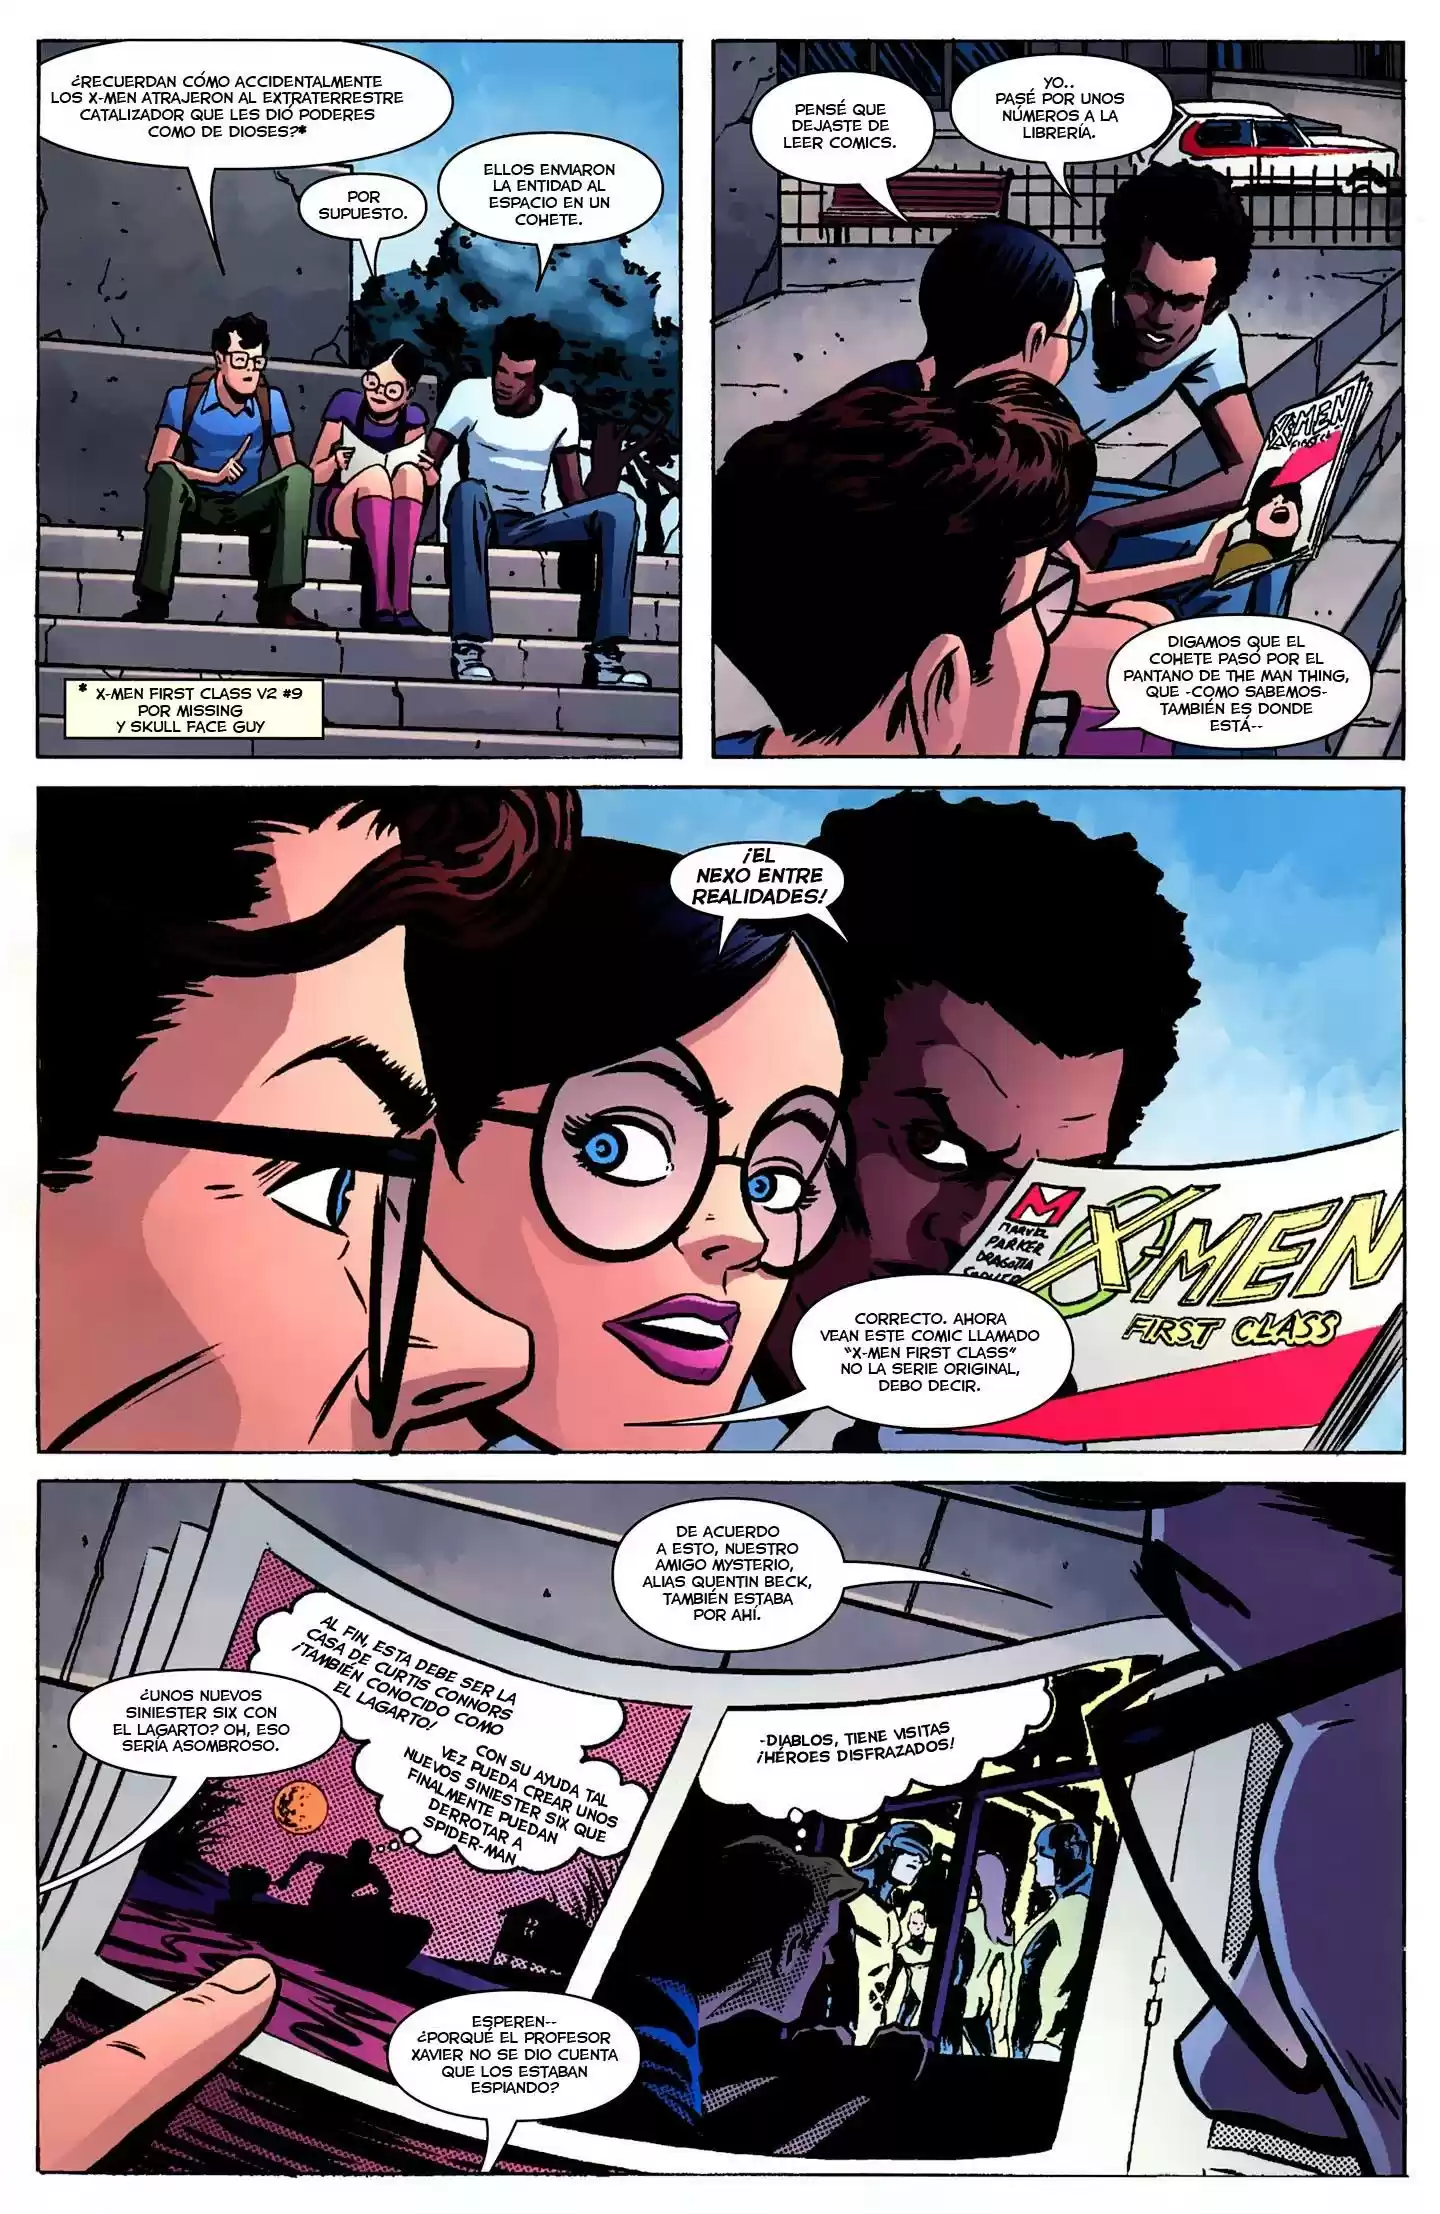 ¿RECUERDAN CÓMO ACCIDENTALMENTE
LOS X-MEN ATRAJERON AL EXTRATERRESTRE
CATALIZADOR QUE LES DIÓ PODERES
COMO DE DIOSES?*
POR
SUPUESTO.
ELLOS ENVIARON
LA ENTIDAD AL
ESPACIO EN UN
COHETE.
* X-MEN FIRST CLASS V2 #9
POR MISSING
Y SKULL FACE GUY
PENSÉ QUE
DEJASTE DE
LEER COMICS.
YO..
PASÉ POR UNOS
NÚMEROS A LA
LIBRERÍA.
X-MEN
DIGAMOS QUE EL
COHETE PASÓ POR EL
PANTANO DE THE MAN THING,
QUE -COMO SABEMOS-
TAMBIÉN ES DONDE
ESTÁ--
¡EL
NEXO ENTRE
REALIDADES!
M
MARVEL
PARKER
DRAGOTTA
X-MEN
FIRST CLASS
CORRECTO. AHORA
VEAN ESTE COMIC LLAMADO
"X-MEN FIRST CLASS"
NO LA SERIE ORIGINAL,
DEBO DECIR.
DE ACUERDO
A ESTO, NUESTRO
AMIGO MYSTERIO,
ALIAS QUENTIN BECK,
TAMBIÉN ESTABA
POR AHÍ.
AL FIN, ESTA DEBE SER LA
CASA DE CURTIS CONNORS
¡TAMBIÉN CONOCIDO COMO
EL LAGARTO!
CON SU AYUDA TAL
VEZ PUEDA CREAR UNOS
NUEVOS SINIESTER SIX QUE
FINALMENTE PUEDAN
DERROTAR A
SPIDER-MAN
-DIABLOS, TIENE VISITAS
¡HÉROES DISFRAZADOS!
¿UNOS NUEVOS
SINIESTER SIX CON
EL LAGARTO? OH, ESO
SERÍA ASOMBROSO.
ESPEREN--
¿PORQUÉ EL PROFESOR
XAVIER NO SE DIO CUENTA
QUE LOS ESTABAN
ESPIANDO?